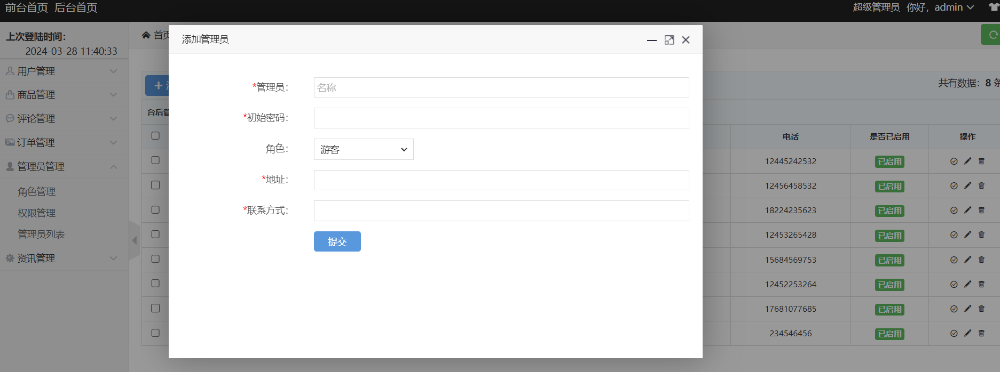 前台首页 后台首页
超级管理员 你好，admin
上次登陆时间：
2024-03-28 11:40:33
用户管理
商品管理
评论管理
订单管理
管理员管理
角色管理
权限管理
管理员列表
资讯管理
首页
添加管理员
*管理员：
名称
*初始密码：
角色：
游客
*地址：
*联系方式：
提交
共有数据：8 条
台后管
电话 是否已启用 操作
12445242532 已启用
12456458532 已启用
18224235623 已启用
12453265428 已启用
15684569753 已启用
12452253264 已启用
17681077685 已启用
234546456 已启用